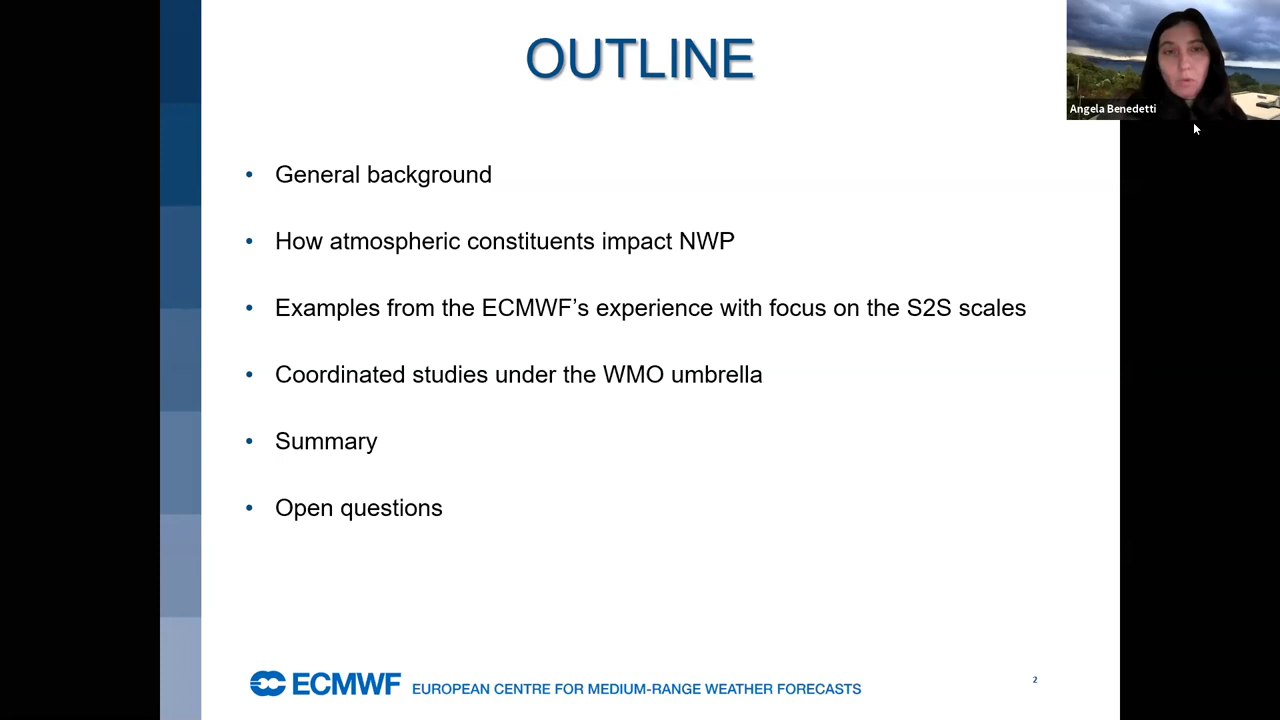 OUTLINE
Angela Benedetti
• General background
• How atmospheric constituents impact NWP
• Examples from the ECMWF’s experience with focus on the S2S scales
• Coordinated studies under the WMO umbrella
• Summary
• Open questions
ECMWF EUROPEAN CENTRE FOR MEDIUM-RANGE WEATHER FORECASTS
2